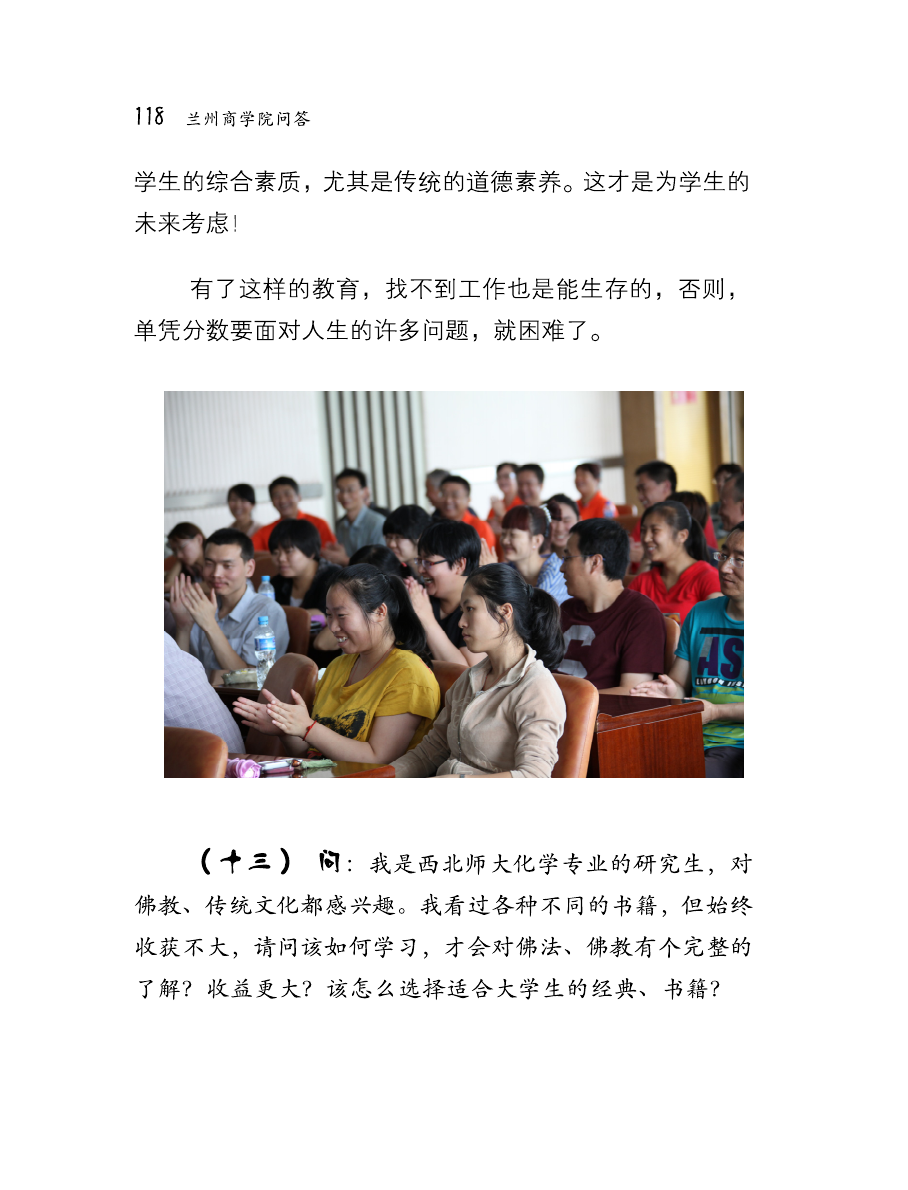 118 兰州商学院问答
学生的综合素质，尤其是传统的道德素养。这才是为学生的
未来考虑！
有了这样的教育，找不到工作也是能生存的，否则，
单凭分数要面对人生的许多问题，就困难了。
（十三） 问：我是西北师大化学专业的研究生，对
佛教、传统文化都感兴趣。我看过各种不同的书籍，但始终
收获不大，请问该如何学习，才会对佛法、佛教有个完整的
了解？收益更大？该怎么选择适合大学生的经典、书籍？